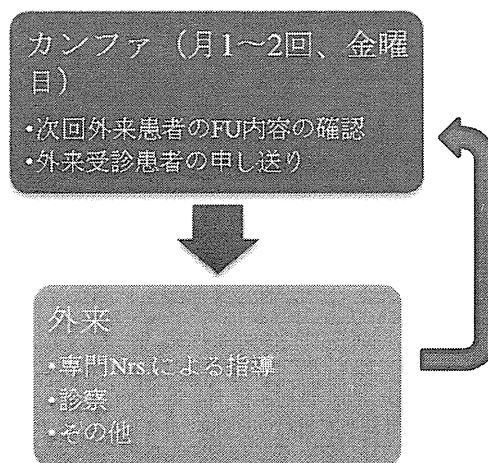 カンファ（月1～2回、金曜
日）
•次回外来患者のFU内容の確認
•外来受診患者の申し送り
外来
•専門Nrs.による指導
•診察
•その他